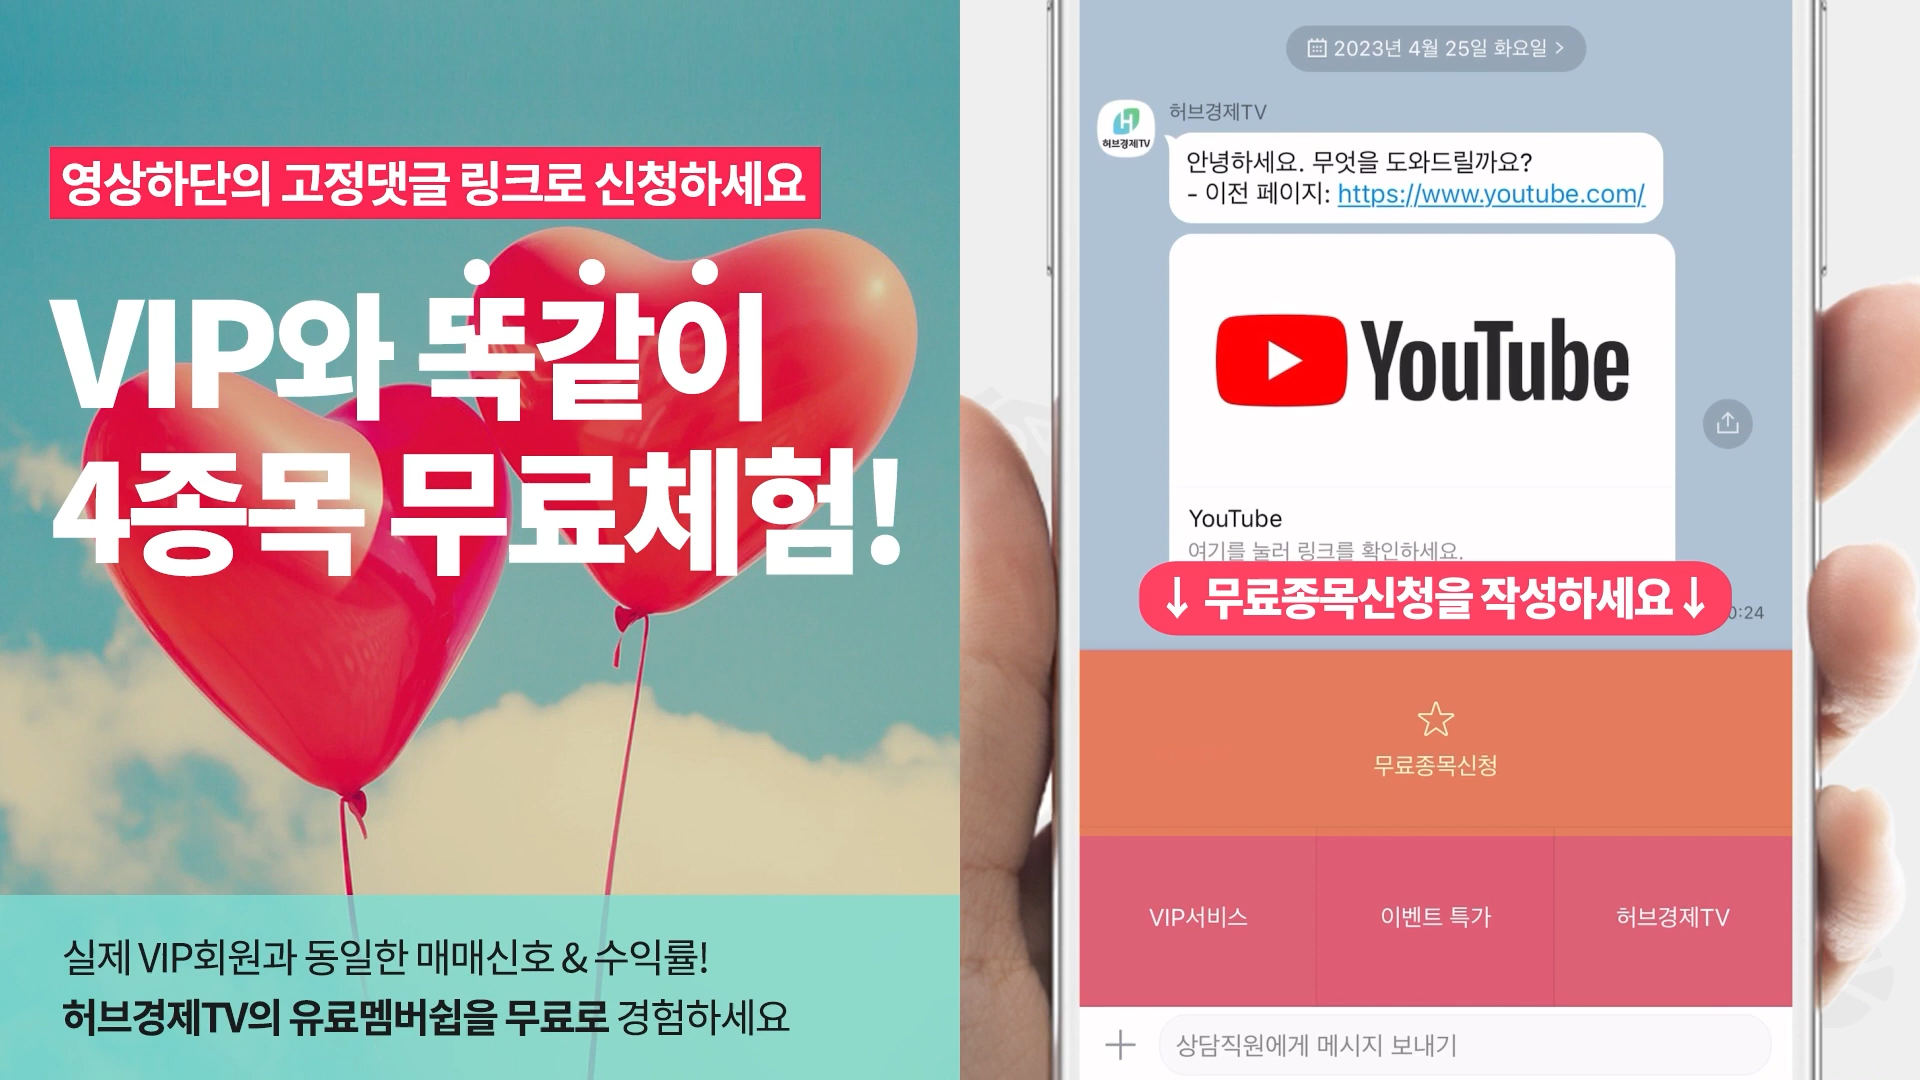 영상하단의 고정댓글 링크로 신청하세요
VIP와 똑같이
4종목 무료체험!
실제 VIP회원과 동일한 매매신호 & 수익률!
허브경제TV의 유료멤버쉽을 무료로 경험하세요
2023년 4월 25일 화요일 >
허브경제TV
허브경제TV
안녕하세요. 무엇을 도와드릴까요?
- 이전 페이지: https://www.youtube.com/
YouTube
YouTube
여기를 눌러 링크를 확인하세요.
↓ 무료종목신청을 작성하세요 ↓
0:24
무료종목신청
VIP서비스
이벤트 특가
허브경제TV
상담직원에게 메시지 보내기